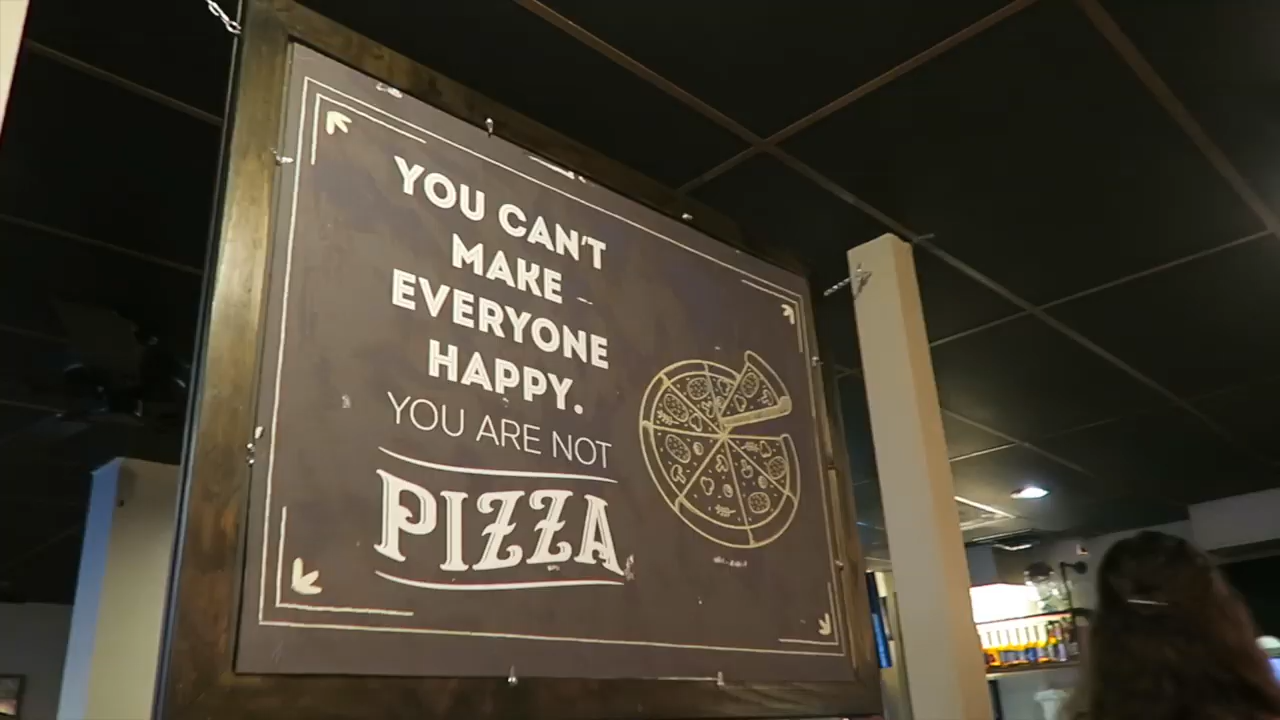 YOU CAN'T
MAKE
EVERYONE
HAPPY.
YOU ARE NOT
PIZZA